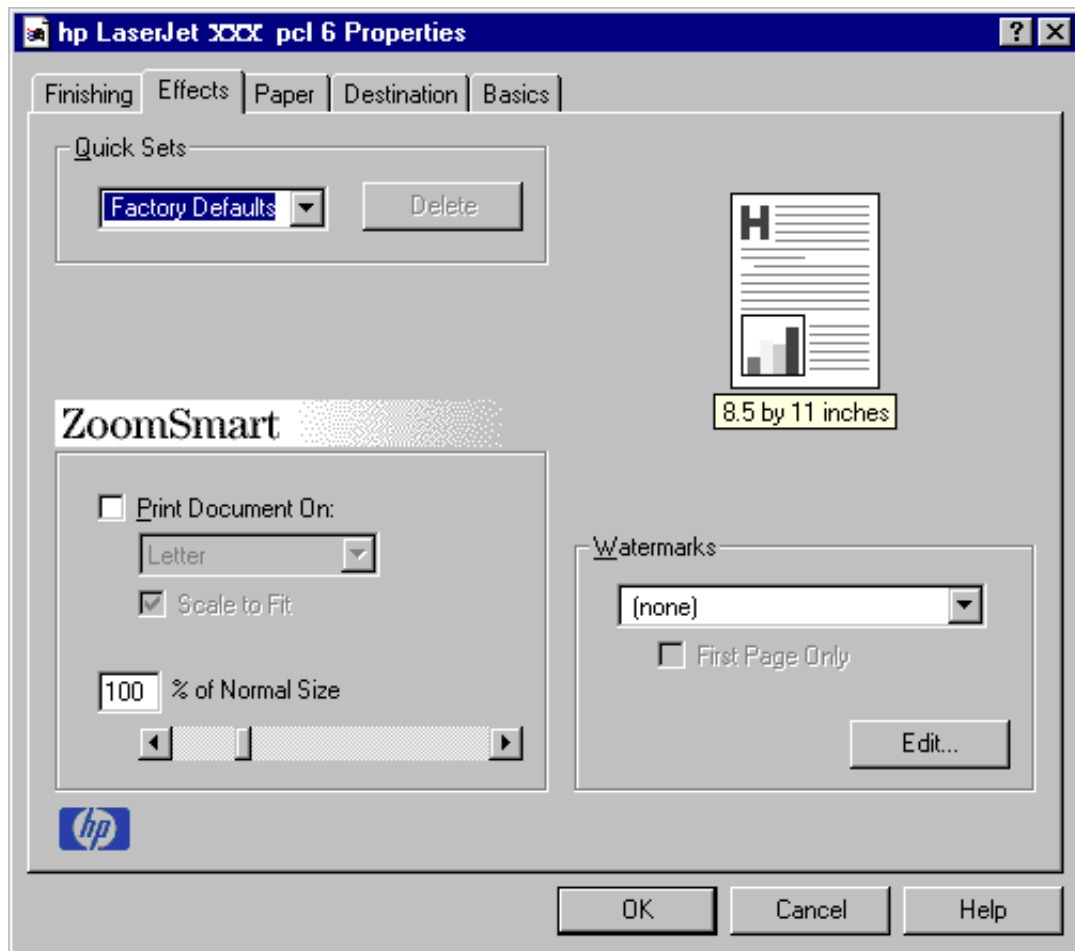 hp LaserJet XXX pcl 6 Properties
Finishing Effects Paper Destination Basics
Quick Sets
Factory Defaults Delete
H
8.5 by 11 inches
ZoomSmart
Print Document On:
Letter
Scale to Fit
100 % of Normal Size
Watermarks
(none)
First Page Only
Edit...
hp
OK Cancel Help